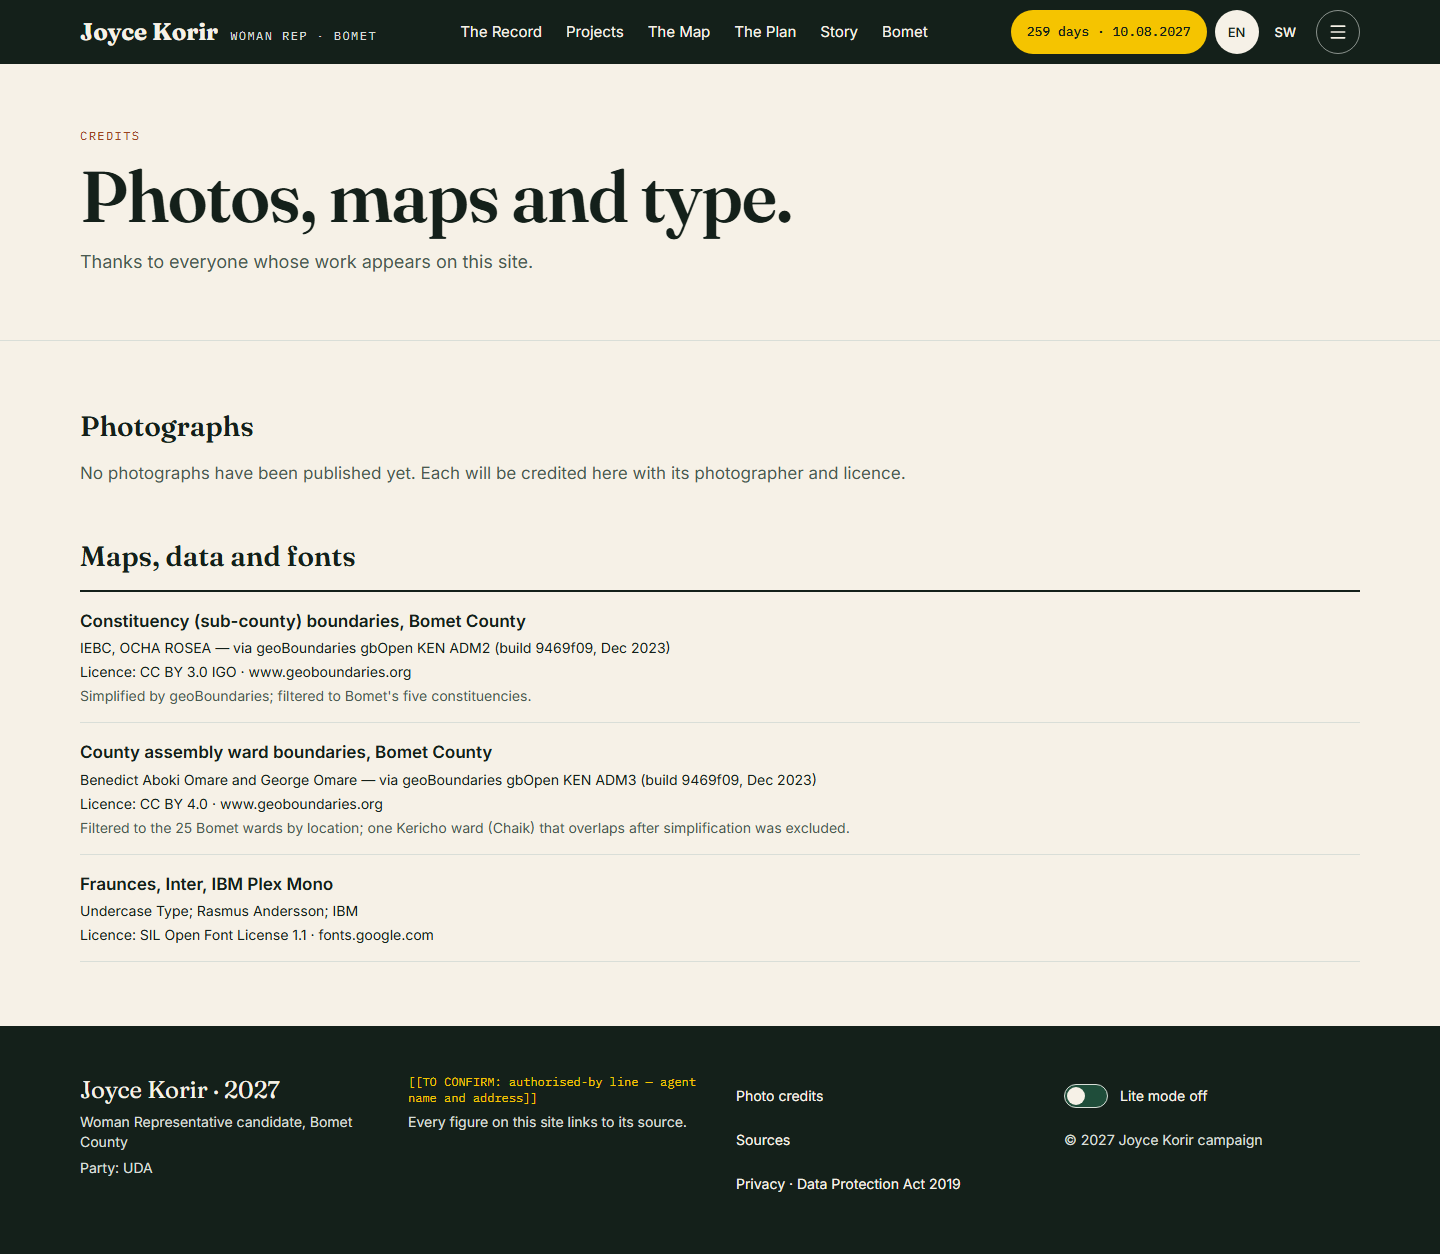 Joyce Korir WOMAN REP · BOMET
The Record Projects The Map The Plan Story Bomet
259 days · 10.08.2027 EN SW
CREDITS
Photos, maps and type.
Thanks to everyone whose work appears on this site.
Photographs
No photographs have been published yet. Each will be credited here with its photographer and licence.
Maps, data and fonts
Constituency (sub-county) boundaries, Bomet County
IEBC, OCHA ROSEA — via geoBoundaries gbOpen KEN ADM2 (build 9469f09, Dec 2023)
Licence: CC BY 3.0 IGO · www.geoboundaries.org
Simplified by geoBoundaries; filtered to Bomet's five constituencies.
County assembly ward boundaries, Bomet County
Benedict Aboki Omare and George Omare — via geoBoundaries gbOpen KEN ADM3 (build 9469f09, Dec 2023)
Licence: CC BY 4.0 · www.geoboundaries.org
Filtered to the 25 Bomet wards by location; one Kericho ward (Chaik) that overlaps after simplification was excluded.
Fraunces, Inter, IBM Plex Mono
Undercase Type; Rasmus Andersson; IBM
Licence: SIL Open Font License 1.1 · fonts.google.com
Joyce Korir · 2027
Woman Representative candidate, Bomet
County
Party: UDA
[[TO CONFIRM: authorised-by line — agent
name and address]]
Every figure on this site links to its source.
Photo credits
Sources
Privacy · Data Protection Act 2019
Lite mode off
© 2027 Joyce Korir campaign